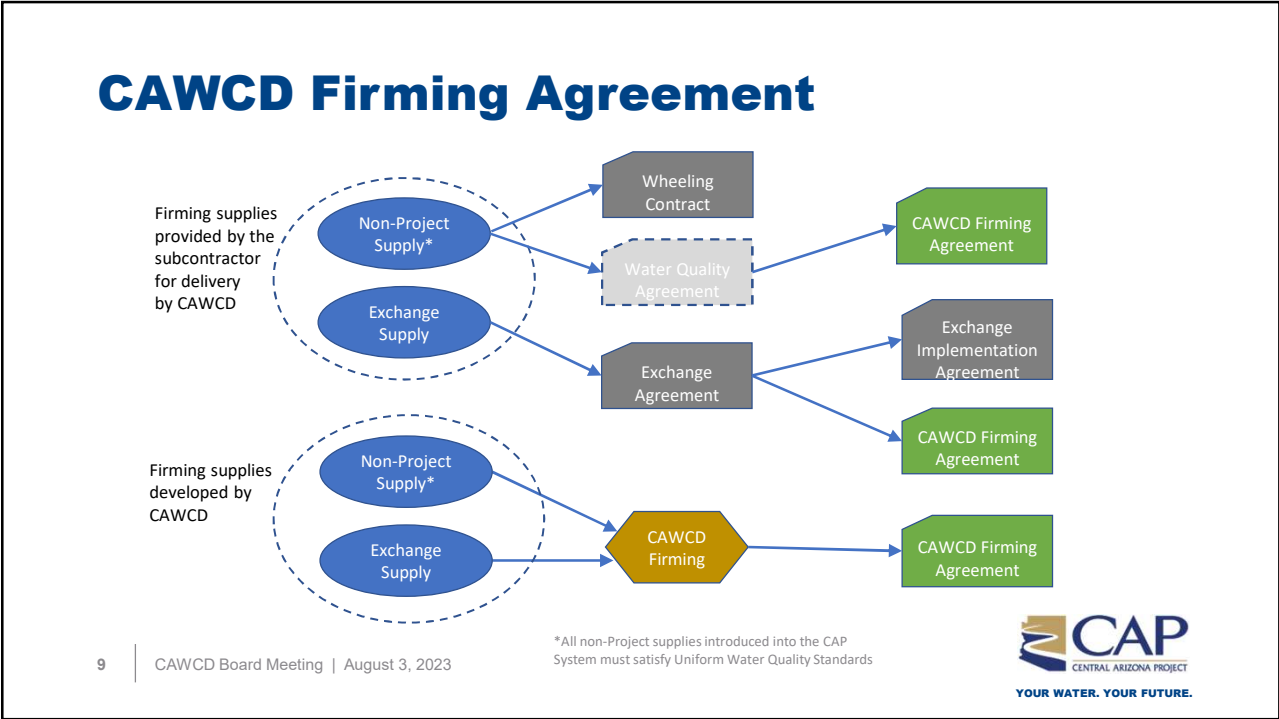 CAWCD Firming Agreement
Firming supplies
provided by the
subcontractor
for delivery
by CAWCD
Non-Project
Supply*
Exchange
Supply
Wheeling
Contract
Water Quality
Agreement
Exchange
Agreement
CAWCD Firming
Agreement
Exchange
Implementation
Agreement
CAWCD Firming
Agreement
Firming supplies
developed by
CAWCD
Non-Project
Supply*
Exchange
Supply
CAWCD
Firming
CAWCD Firming
Agreement
*All non-Project supplies introduced into the CAP
System must satisfy Uniform Water Quality Standards
9
CAWCD Board Meeting | August 3, 2023
CAP
CENTRAL ARIZONA PROJECT
YOUR WATER. YOUR FUTURE.